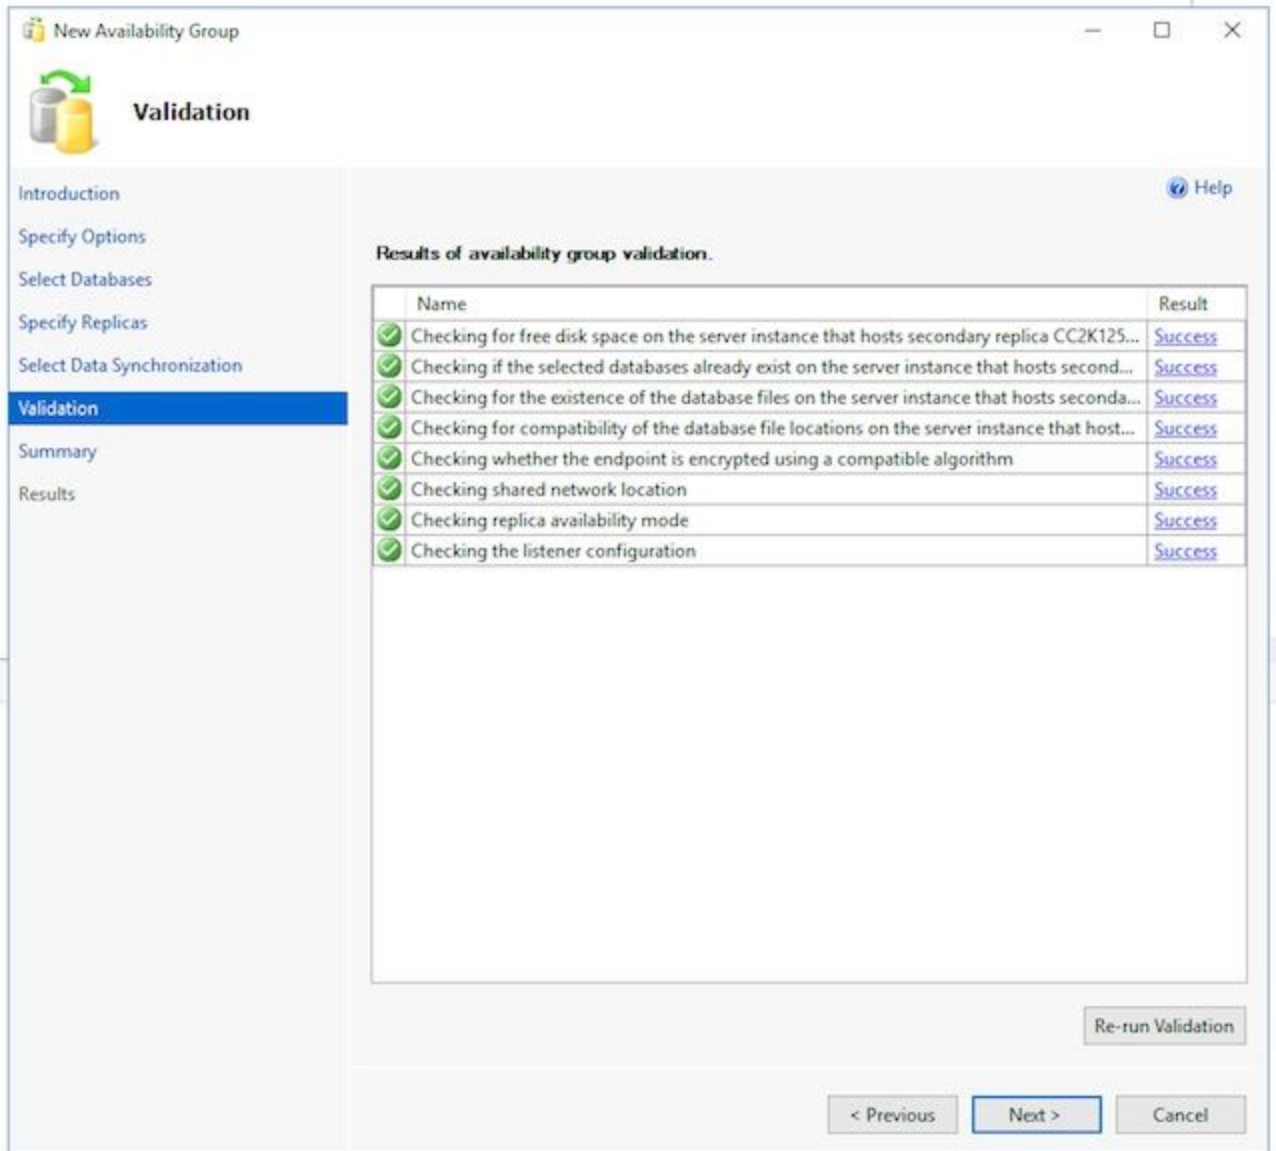 New Availability Group
Validation
Introduction
Specify Options
Select Databases
Specify Replicas
Select Data Synchronization
Validation
Summary
Results
Help
Results of availability group validation.
Name Result
Checking for free disk space on the server instance that hosts secondary replica CC2K125... Success
Checking if the selected databases already exist on the server instance that hosts second... Success
Checking for the existence of the database files on the server instance that hosts seconda... Success
Checking for compatibility of the database file locations on the server instance that host... Success
Checking whether the endpoint is encrypted using a compatible algorithm Success
Checking shared network location Success
Checking replica availability mode Success
Checking the listener configuration Success
Re-run Validation
< Previous Next > Cancel